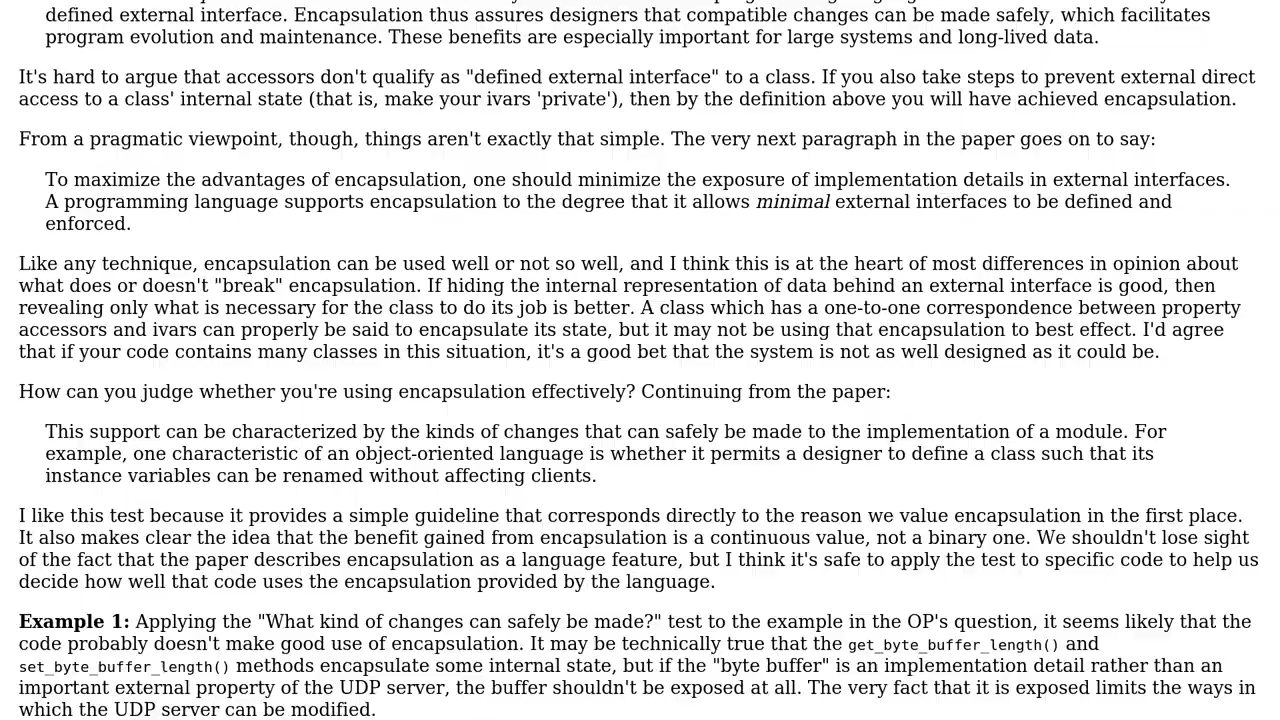 defined external interface. Encapsulation thus assures designers that compatible changes can be made safely, which facilitates
program evolution and maintenance. These benefits are especially important for large systems and long-lived data.
It's hard to argue that accessors don't qualify as "defined external interface" to a class. If you also take steps to prevent external direct
access to a class' internal state (that is, make your ivars 'private'), then by the definition above you will have achieved encapsulation.
From a pragmatic viewpoint, though, things aren't exactly that simple. The very next paragraph in the paper goes on to say:
To maximize the advantages of encapsulation, one should minimize the exposure of implementation details in external interfaces.
A programming language supports encapsulation to the degree that it allows minimal external interfaces to be defined and
enforced.
Like any technique, encapsulation can be used well or not so well, and I think this is at the heart of most differences in opinion about
what does or doesn't "break" encapsulation. If hiding the internal representation of data behind an external interface is good, then
revealing only what is necessary for the class to do its job is better. A class which has a one-to-one correspondence between property
accessors and ivars can properly be said to encapsulate its state, but it may not be using that encapsulation to best effect. I'd agree
that if your code contains many classes in this situation, it's a good bet that the system is not as well designed as it could be.
How can you judge whether you're using encapsulation effectively? Continuing from the paper:
This support can be characterized by the kinds of changes that can safely be made to the implementation of a module. For
example, one characteristic of an object-oriented language is whether it permits a designer to define a class such that its
instance variables can be renamed without affecting clients.
I like this test because it provides a simple guideline that corresponds directly to the reason we value encapsulation in the first place.
It also makes clear the idea that the benefit gained from encapsulation is a continuous value, not a binary one. We shouldn't lose sight
of the fact that the paper describes encapsulation as a language feature, but I think it's safe to apply the test to specific code to help us
decide how well that code uses the encapsulation provided by the language.
Example 1: Applying the "What kind of changes can safely be made?" test to the example in the OP's question, it seems likely that the
code probably doesn't make good use of encapsulation. It may be technically true that the get_byte_buffer_length() and
set_byte_buffer_length() methods encapsulate some internal state, but if the "byte buffer" is an implementation detail rather than an
important external property of the UDP server, the buffer shouldn't be exposed at all. The very fact that it is exposed limits the ways in
which the UDP server can be modified.